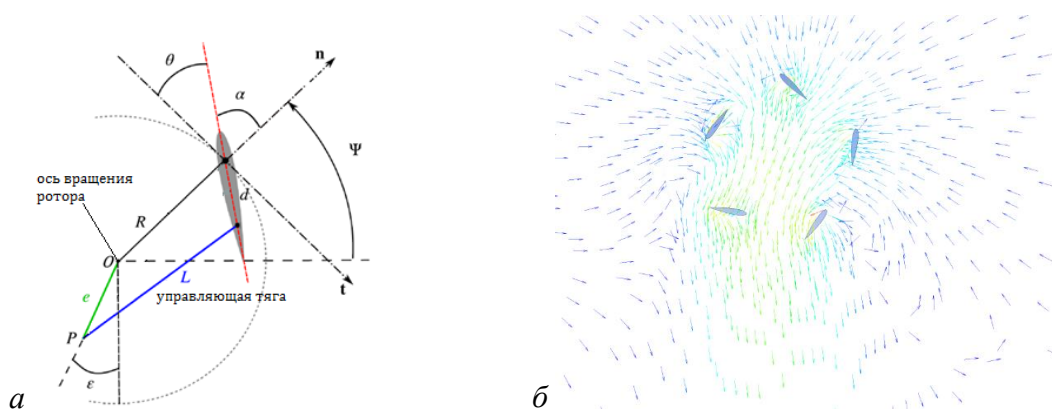 θ
n
α
Ψ
ось вращения
ротора
d
R
O
L
t
e
управляющая тяга
P
ε
а
б